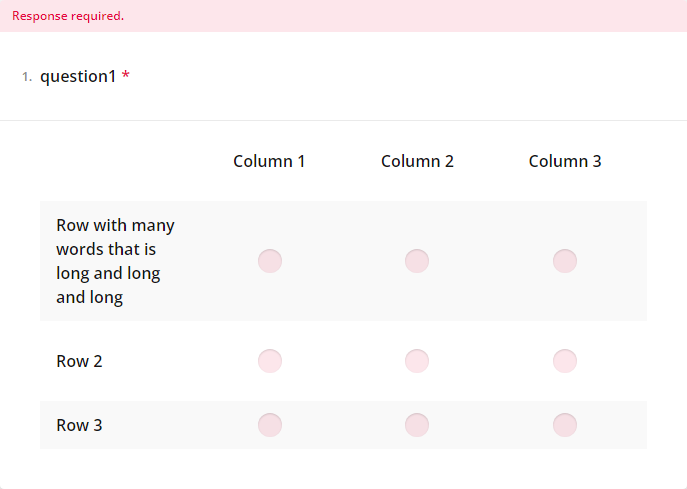 Response required.
1. question1 *
Column 1 Column 2 Column 3
Row with many
words that is
long and long
and long
Row 2
Row 3